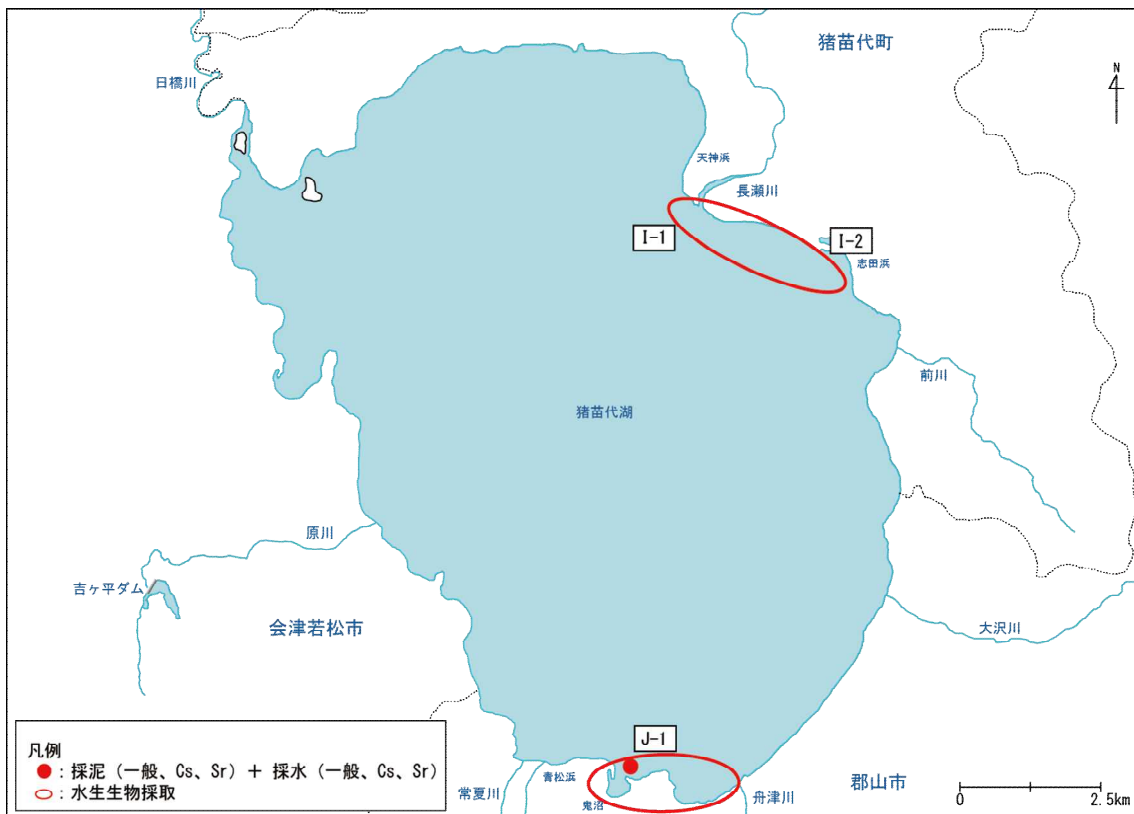 猪苗代町
日橋川
N
天神浜
長瀬川
I-1
I-2
志田浜
前川
猪苗代湖
原川
吉ヶ平ダム
会津若松市
大沢川
J-1
凡例
：採泥（一般、Cs、Sr）＋ 採水（一般、Cs、Sr）
：水生生物採取
青松浜
常夏川
鬼沼
舟津川
郡山市
0 2.5km